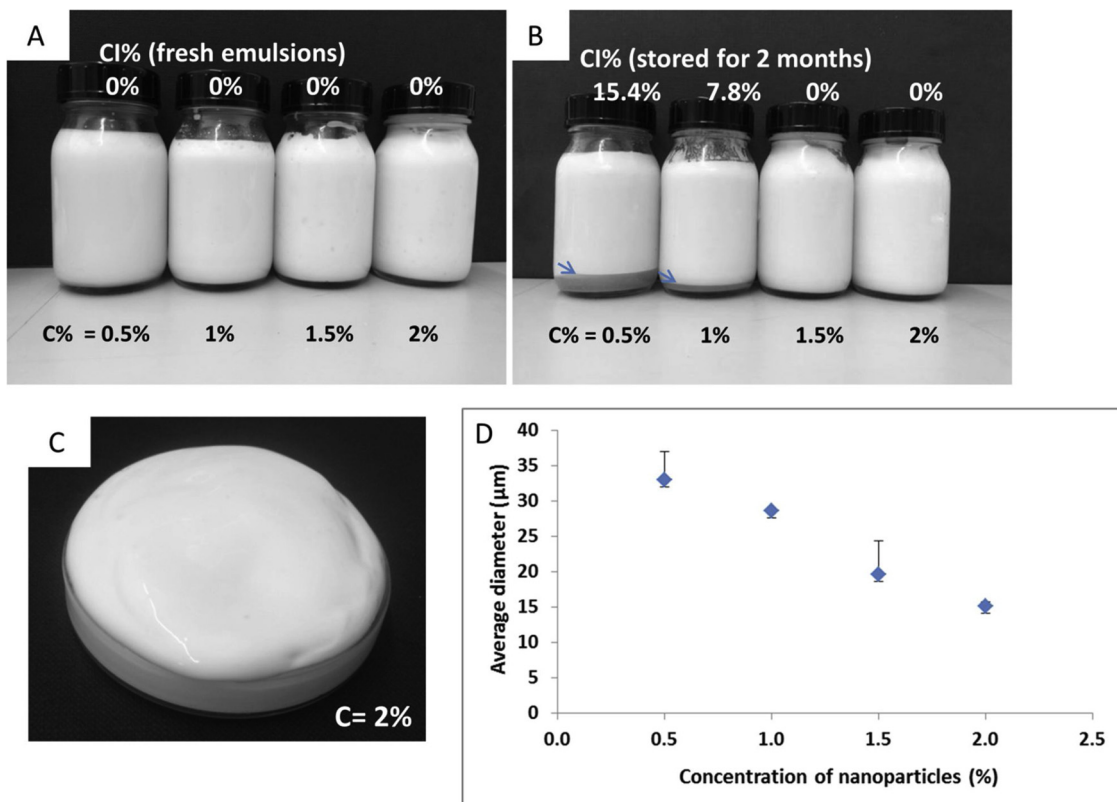 A
CI% (fresh emulsions)
0% 0% 0% 0%
C% = 0.5% 1% 1.5% 2%
B
CI% (stored for 2 months)
15.4% 7.8% 0% 0%
C% = 0.5% 1% 1.5% 2%
C
C= 2%
D
Average diameter (µm)
40
35
30
25
20
15
10
5
0
0.0 0.5 1.0 1.5 2.0 2.5
Concentration of nanoparticles (%)